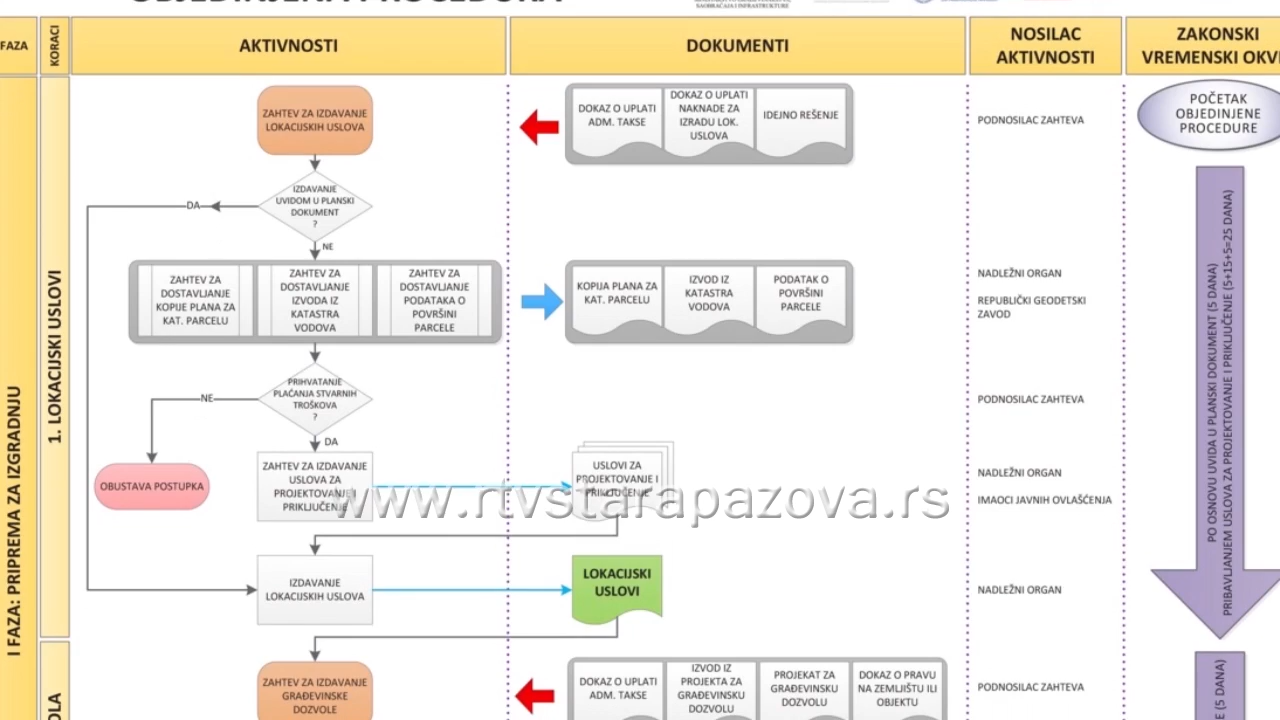 OBJEDINJENA PROCEDURA
SAOBRAĆAJA I INFRASTRUKTURE
FAZA
KORACI
AKTIVNOSTI
DOKUMENTI
NOSILAC
AKTIVNOSTI
ZAKONSKI
VREMENSKI OKVI
I FAZA: PRIPREMA ZA IZGRADNJU
1. LOKACIJSKI USLOVI
ZAHTEV ZA IZDAVANJE
LOKACIJSKIH USLOVA
DOKAZ O UPLATI
ADM. TAKSE
DOKAZ O UPLATI
NAKNADE ZA
IZRADU LOK.
USLOVA
IDEJNO REŠENJE
PODNOSILAC ZAHTEVA
POČETAK
OBJEDINJENE
PROCEDURE
IZDAVANJE
UVIDOM U PLANSKI
DOKUMENT
?
DA
NE
ZAHTEV ZA
DOSTAVLJANJE
KOPIJE PLANA ZA
KAT. PARCELU
ZAHTEV ZA
DOSTAVLJANJE
IZVODA IZ
KATASTRA
VODOVA
ZAHTEV ZA
DOSTAVLJANJE
PODATAKA O
POVRŠINI
PARCELE
KOPIJA PLANA ZA
KAT. PARCELU
IZVOD IZ
KATASTRA
VODOVA
PODATAK O
POVRŠINI
PARCELE
NADLEŽNI ORGAN
REPUBLIČKI GEODETSKI
ZAVOD
PO OSNOVU UVIDA U PLANSKI DOKUMENT (5 DANA)
PRIBAVLJANJEM USLOVA ZA PROJEKTOVANJE I PRIKLJUČENJE (5+15+5=25 DANA)
PRIHVATANJE
PLAĆANJA STVARNIH
TROŠKOVA
?
NE
DA
PODNOSILAC ZAHTEVA
OBUSTAVA POSTUPKA
ZAHTEV ZA IZDAVANJE
USLOVA ZA
PROJEKTOVANJE I
PRIKLJUČENJE
USLOVI ZA
PROJEKTOVANJE I
PRIKLJUČENJE
NADLEŽNI ORGAN
IMAOCI JAVNIH OVLAŠĆENJA
www.rtvstarapazova.rs
IZDAVANJE
LOKACIJSKIH USLOVA
LOKACIJSKI
USLOVI
NADLEŽNI ORGAN
ZAHTEV ZA IZDAVANJE
GRAĐEVINSKE
DOZVOLE
DOKAZ O UPLATI
ADM. TAKSE
IZVOD IZ
PROJEKTA ZA
GRAĐEVINSKU
DOZVOLU
PROJEKAT ZA
GRAĐEVINSKU
DOZVOLU
DOKAZ O PRAVU
NA ZEMLJIŠTU ILI
OBJEKTU
PODNOSILAC ZAHTEVA
OLA
E (5 DANA)